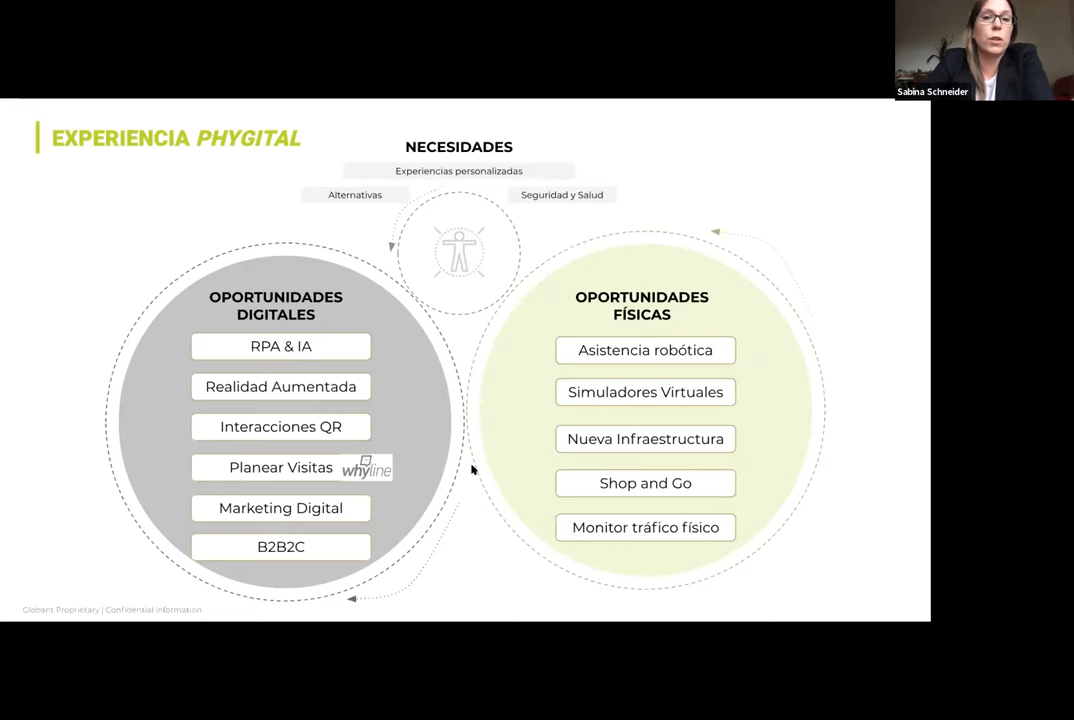 Sabina Schneider
EXPERIENCIA PHYGITAL
NECESIDADES
Experiencias personalizadas
Alternativas
Seguridad y Salud
OPORTUNIDADES
DIGITALES
RPA & IA
Realidad Aumentada
Interacciones QR
Planear Visitas
whyline
Marketing Digital
B2B2C
OPORTUNIDADES
FÍSICAS
Asistencia robótica
Simuladores Virtuales
Nueva Infraestructura
Shop and Go
Monitor tráfico físico
Globant Proprietary | Confidential information